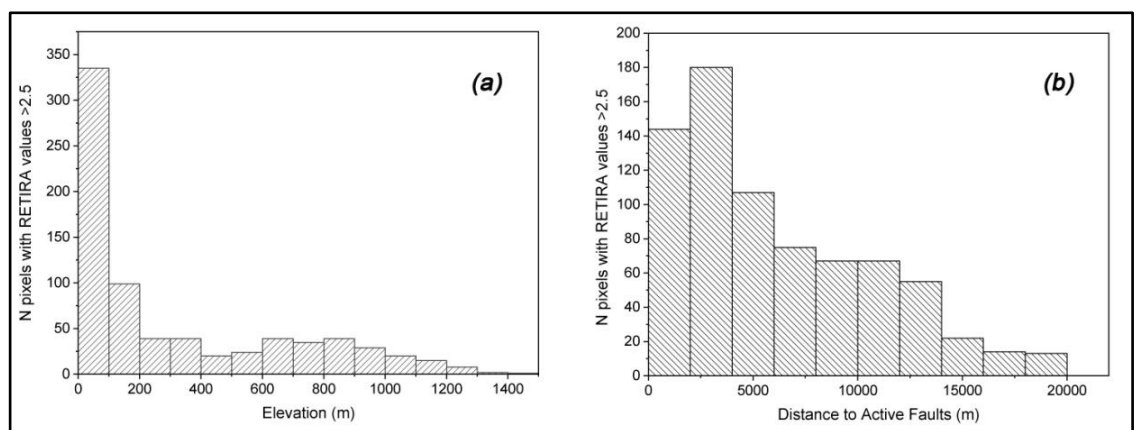 (a)
N pixels with RETIRA values >2.5
350
300
250
200
150
100
50
0
0 200 400 600 800 1000 1200 1400
Elevation (m)
(b)
N pixels with RETIRA values >2.5
200
180
160
140
120
100
80
60
40
20
0
0 5000 10000 15000 20000
Distance to Active Faults (m)